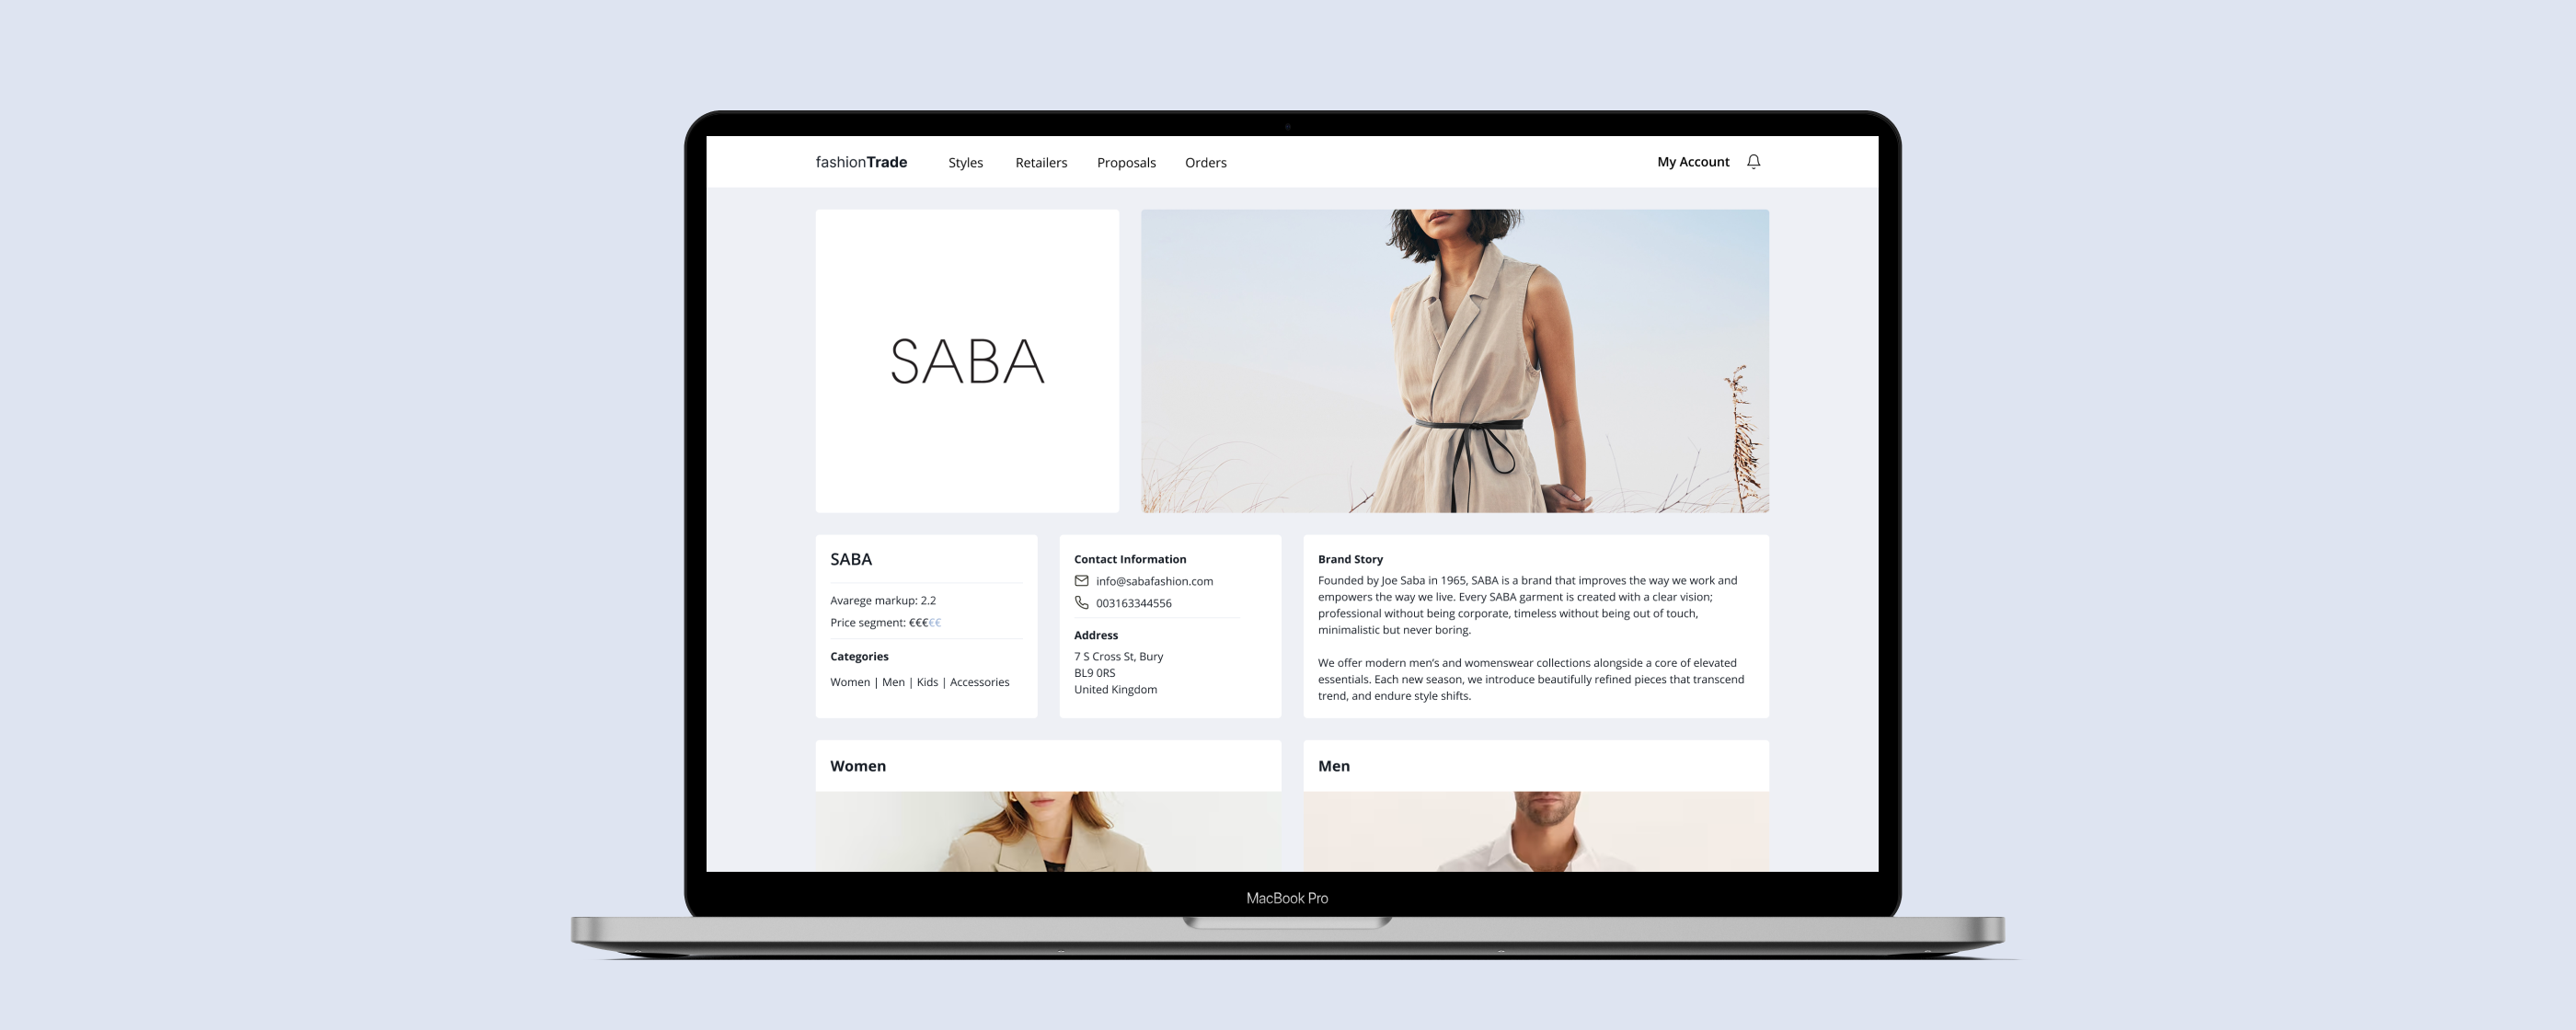 fashionTrade Styles Retailers Proposals Orders My Account
SABA
SABA
Avarege markup: 2.2
Price segment: €€€€€
Categories
Women | Men | Kids | Accessories
Contact Information
info@sabafashion.com
003163344556
Address
7 S Cross St, Bury
BL9 0RS
United Kingdom
Brand Story
Founded by Joe Saba in 1965, SABA is a brand that improves the way we work and
empowers the way we live. Every SABA garment is created with a clear vision;
professional without being corporate, timeless without being out of touch,
minimalistic but never boring.
We offer modern men’s and womenswear collections alongside a core of elevated
essentials. Each new season, we introduce beautifully refined pieces that transcend
trend, and endure style shifts.
Women
Men
MacBook Pro